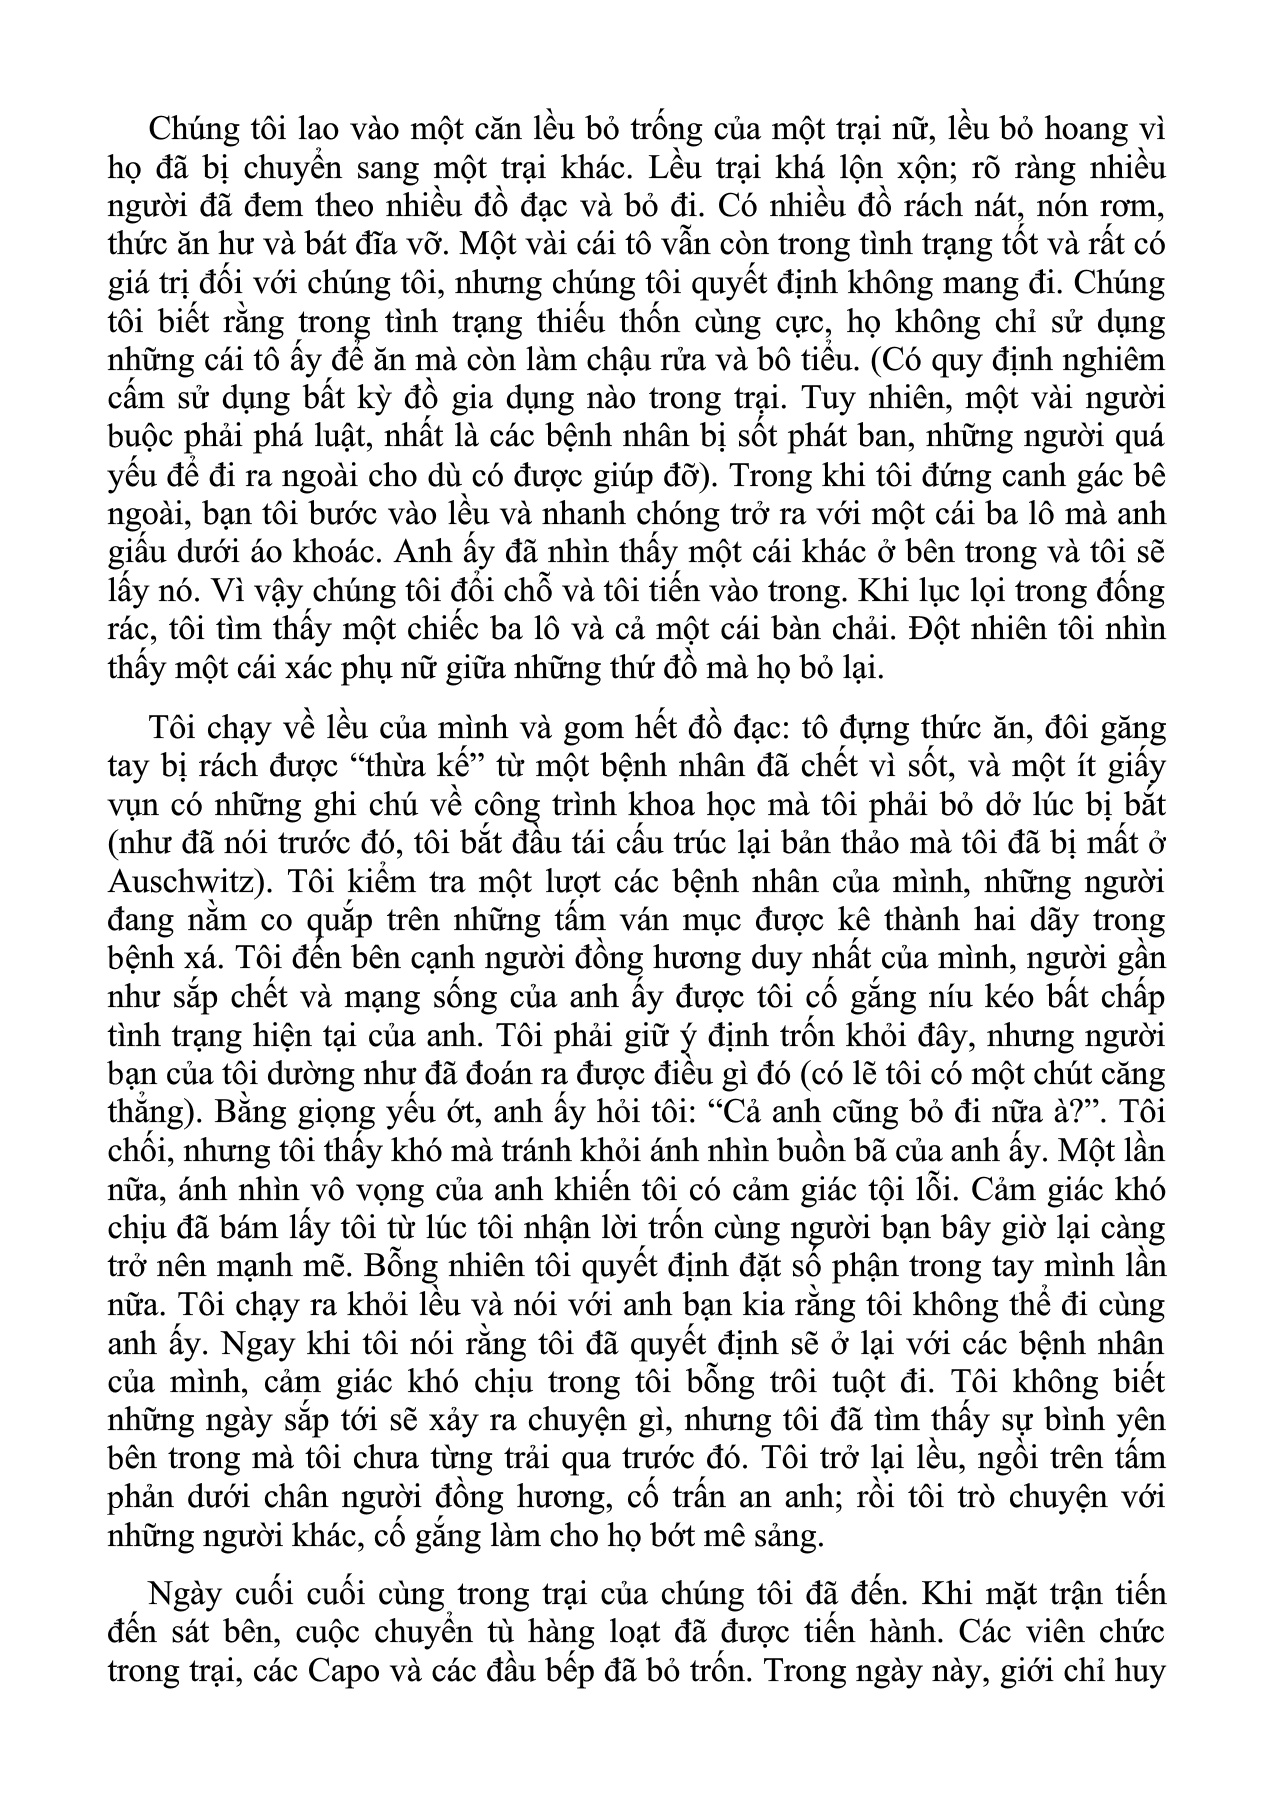 Chúng tôi lao vào một căn lều bỏ trống của một trại nữ, lều bỏ hoang vì
họ đã bị chuyển sang một trại khác. Lều trại khá lộn xộn; rõ ràng nhiều
người đã đem theo nhiều đồ đạc và bỏ đi. Có nhiều đồ rách nát, nón rơm,
thức ăn hư và bát đĩa vỡ. Một vài cái tô vẫn còn trong tình trạng tốt và rất có
giá trị đối với chúng tôi, nhưng chúng tôi quyết định không mang đi. Chúng
tôi biết rằng trong tình trạng thiếu thốn cùng cực, họ không chỉ sử dụng
những cái tô ấy để ăn mà còn làm chậu rửa và bô tiểu. (Có quy định nghiêm
cấm sử dụng bất kỳ đồ gia dụng nào trong trại. Tuy nhiên, một vài người
buộc phải phá luật, nhất là các bệnh nhân bị sốt phát ban, những người quá
yếu để đi ra ngoài cho dù có được giúp đỡ). Trong khi tôi đứng canh gác bê
ngoài, bạn tôi bước vào lều và nhanh chóng trở ra với một cái ba lô mà anh
giấu dưới áo khoác. Anh ấy đã nhìn thấy một cái khác ở bên trong và tôi sẽ
lấy nó. Vì vậy chúng tôi đổi chỗ và tôi tiến vào trong. Khi lục lọi trong đống
rác, tôi tìm thấy một chiếc ba lô và cả một cái bàn chải. Đột nhiên tôi nhìn
thấy một cái xác phụ nữ giữa những thứ đồ mà họ bỏ lại.
Tôi chạy về lều của mình và gom hết đồ đạc: tô đựng thức ăn, đôi găng
tay bị rách được “thừa kế” từ một bệnh nhân đã chết vì sốt, và một ít giấy
vụn có những ghi chú về công trình khoa học mà tôi phải bỏ dở lúc bị bắt
(như đã nói trước đó, tôi bắt đầu tái cấu trúc lại bản thảo mà tôi đã bị mất ở
Auschwitz). Tôi kiểm tra một lượt các bệnh nhân của mình, những người
đang nằm co quắp trên những tấm ván mục được kê thành hai dãy trong
bệnh xá. Tôi đến bên cạnh người đồng hương duy nhất của mình, người gần
như sắp chết và mạng sống của anh ấy được tôi cố gắng níu kéo bất chấp
tình trạng hiện tại của anh. Tôi phải giữ ý định trốn khỏi đây, nhưng người
bạn của tôi dường như đã đoán ra được điều gì đó (có lẽ tôi có một chút căng
thẳng). Bằng giọng yếu ớt, anh ấy hỏi tôi: “Cả anh cũng bỏ đi nữa à?”. Tôi
chối, nhưng tôi thấy khó mà tránh khỏi ánh nhìn buồn bã của anh ấy. Một lần
nữa, ánh nhìn vô vọng của anh khiến tôi có cảm giác tội lỗi. Cảm giác khó
chịu đã bám lấy tôi từ lúc tôi nhận lời trốn cùng người bạn bây giờ lại càng
trở nên mạnh mẽ. Bỗng nhiên tôi quyết định đặt số phận trong tay mình lần
nữa. Tôi chạy ra khỏi lều và nói với anh bạn kia rằng tôi không thể đi cùng
anh ấy. Ngay khi tôi nói rằng tôi đã quyết định sẽ ở lại với các bệnh nhân
của mình, cảm giác khó chịu trong tôi bỗng trôi tuột đi. Tôi không biết
những ngày sắp tới sẽ xảy ra chuyện gì, nhưng tôi đã tìm thấy sự bình yên
bên trong mà tôi chưa từng trải qua trước đó. Tôi trở lại lều, ngồi trên tấm
phản dưới chân người đồng hương, cố trấn an anh; rồi tôi trò chuyện với
những người khác, cố gắng làm cho họ bớt mê sảng.
Ngày cuối cuối cùng trong trại của chúng tôi đã đến. Khi mặt trận tiến
đến sát bên, cuộc chuyển tù hàng loạt đã được tiến hành. Các viên chức
trong trại, các Capo và các đầu bếp đã bỏ trốn. Trong ngày này, giới chỉ huy